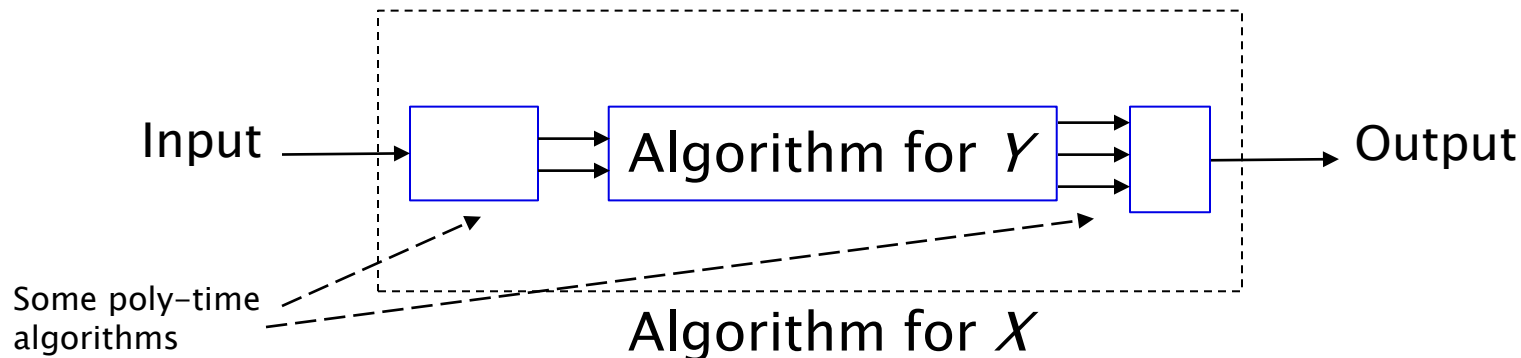 Input
Algorithm for Y
Output
Some poly-time
algorithms
Algorithm for X